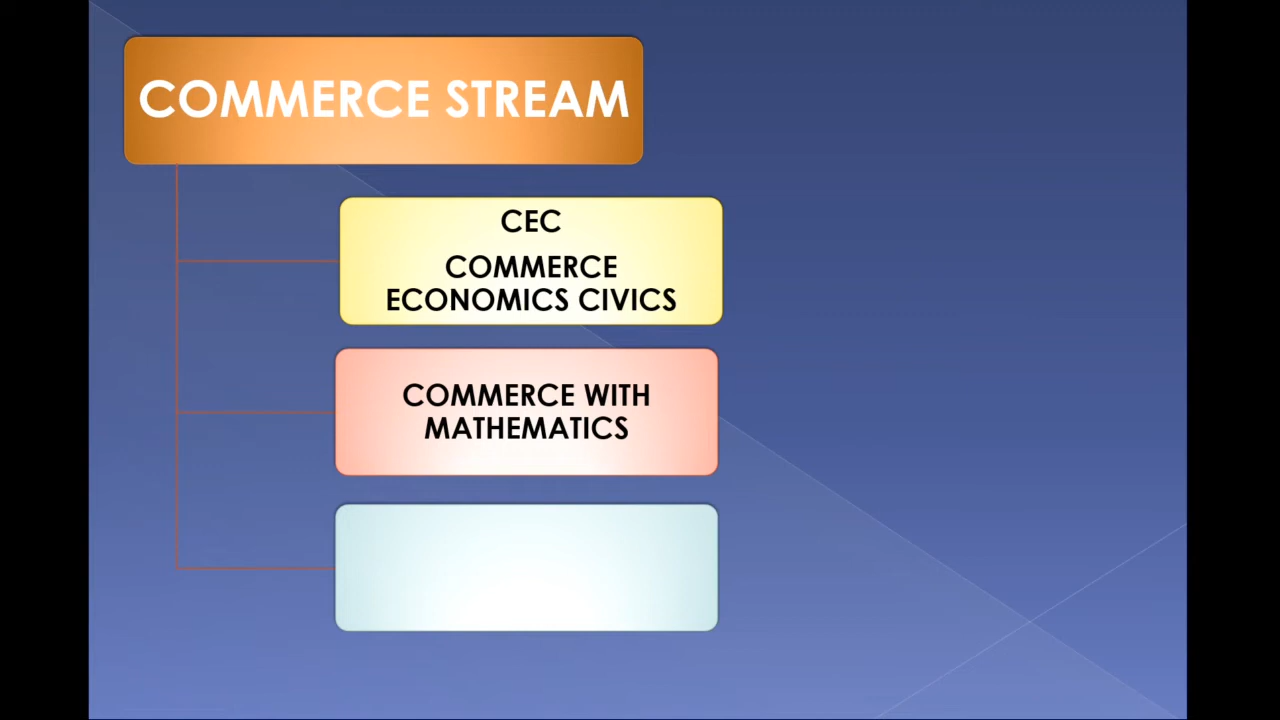 COMMERCE STREAM
CEC
COMMERCE
ECONOMICS CIVICS
COMMERCE WITH
MATHEMATICS